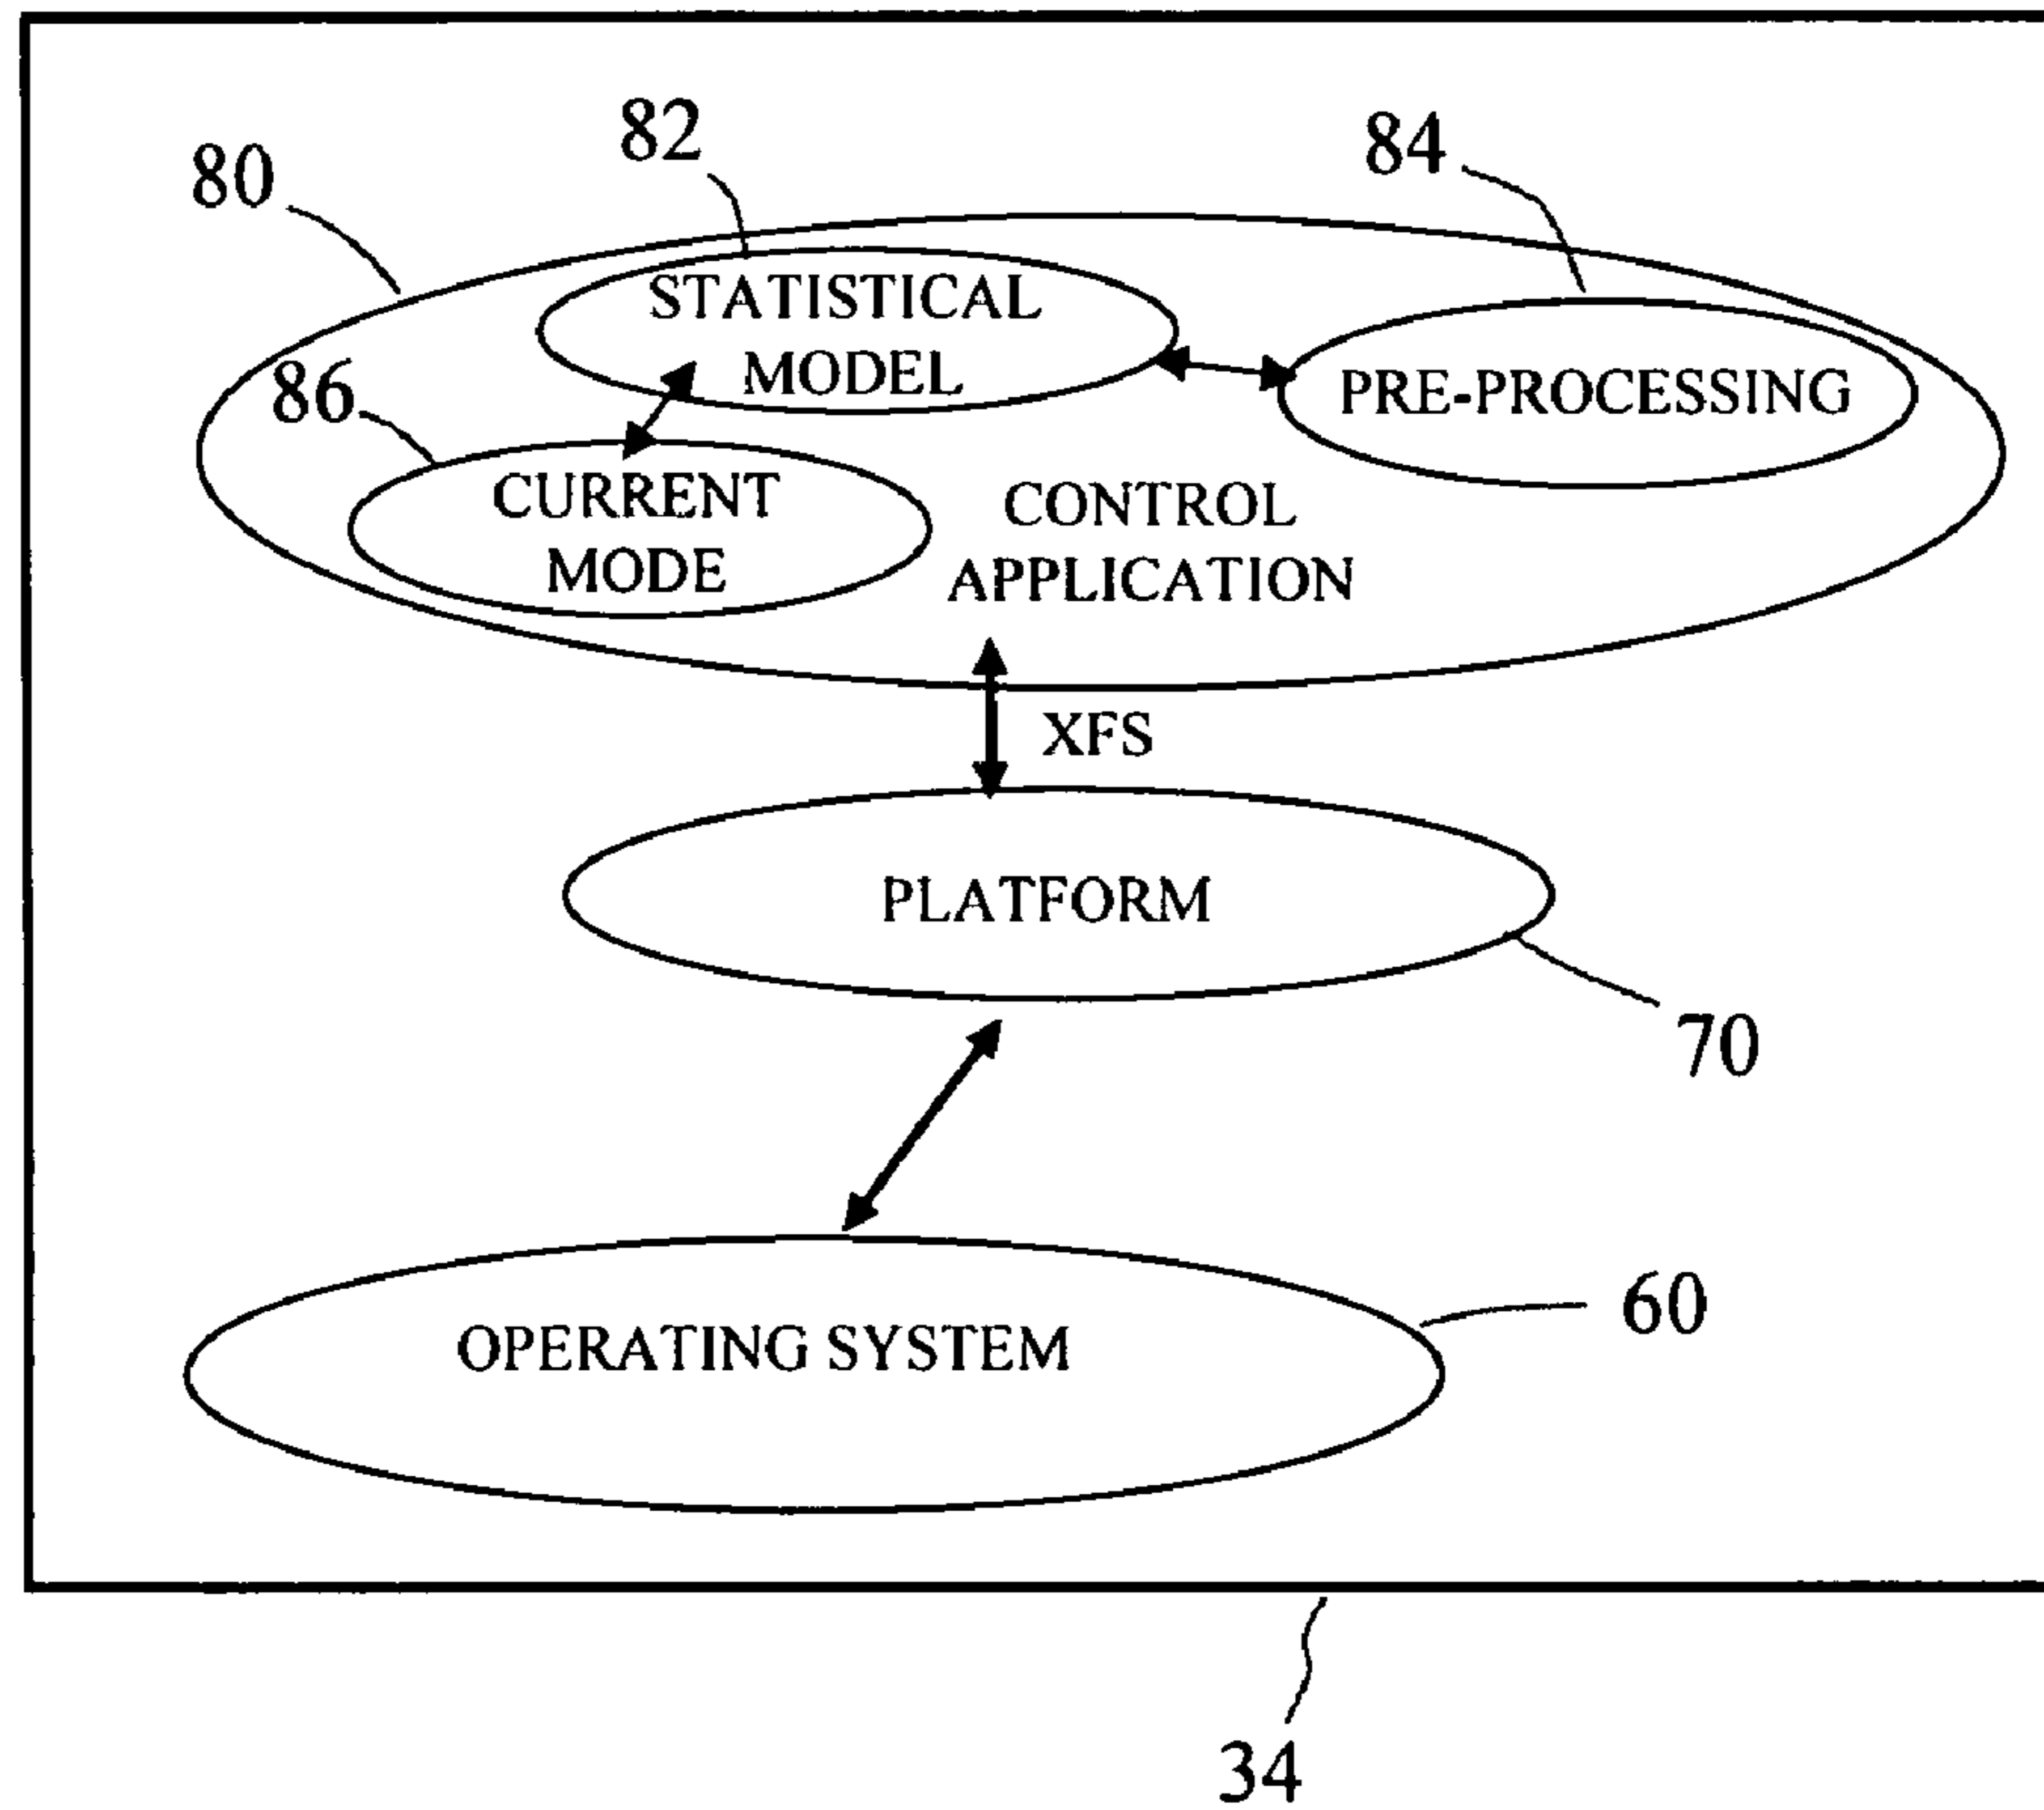 82
84
80
STATISTICAL
MODEL
86
PRE-PROCESSING
CURRENT
MODE
CONTROL
APPLICATION
XFS
PLATFORM
70
60
OPERATING SYSTEM
34